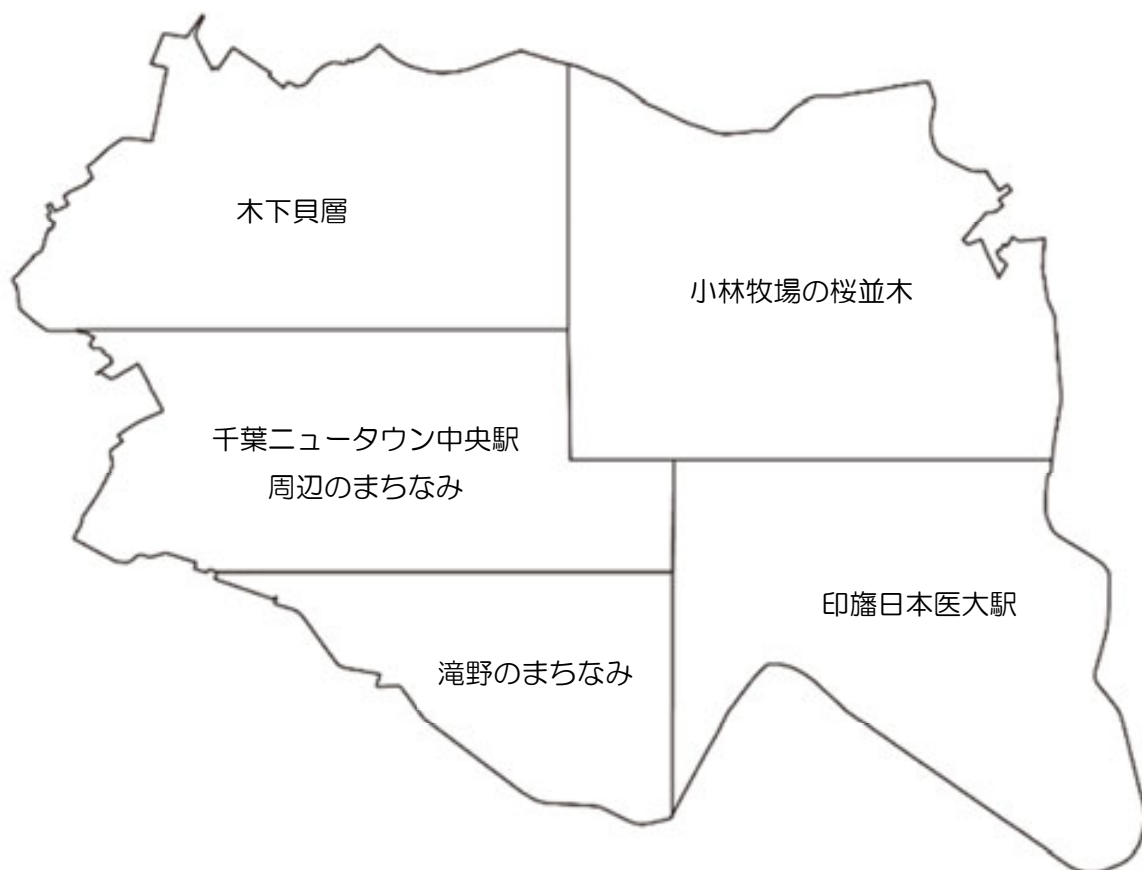 木下貝層
小林牧場の桜並木
千葉ニュータウン中央駅
周辺のまちなみ
印旛日本医大駅
滝野のまちなみ